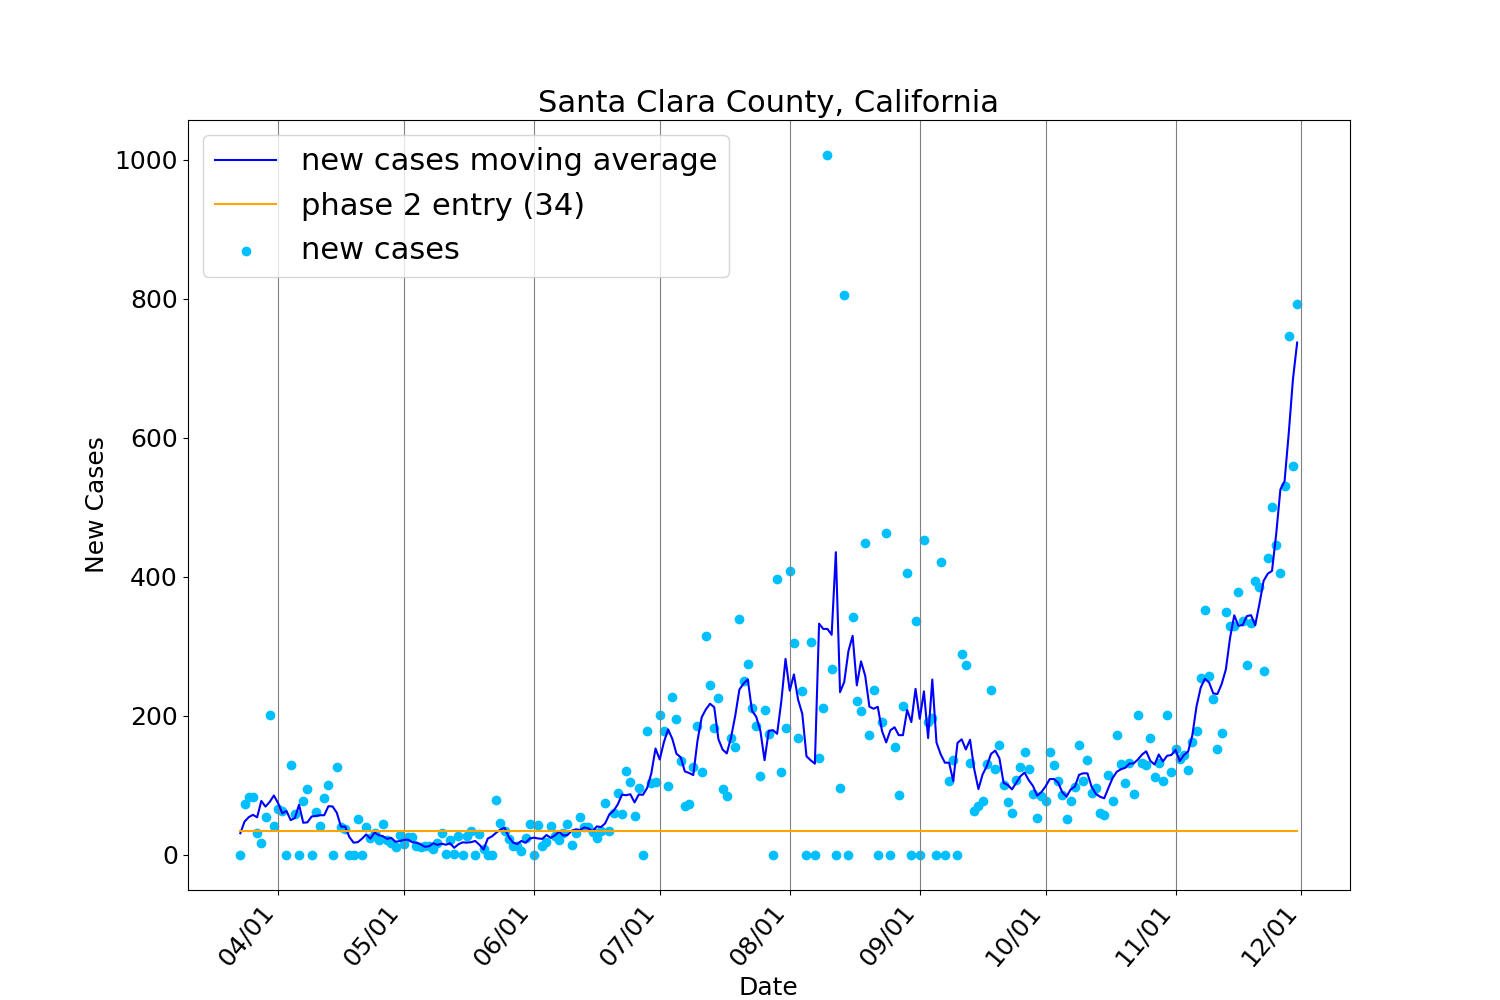 Santa Clara County, California
new cases moving average
phase 2 entry (34)
new cases
1000
800
600
400
200
0
New Cases
04/01
05/01
06/01
07/01
08/01
09/01
10/01
11/01
12/01
Date